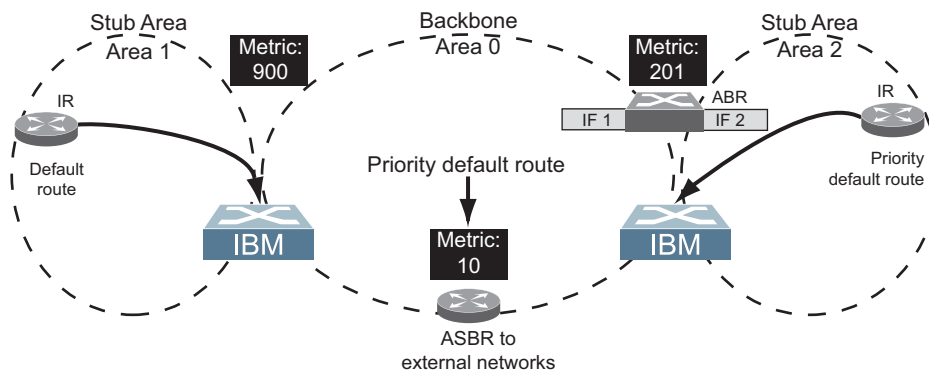 Stub Area
Area 1
Metric:
900
Backbone
Area 0
Metric:
201
Stub Area
Area 2
IR
Default
route
ABR
IF 1
IF 2
IR
Priority
default route
Priority default route
IBM
IBM
Metric:
10
ASBR to
external networks